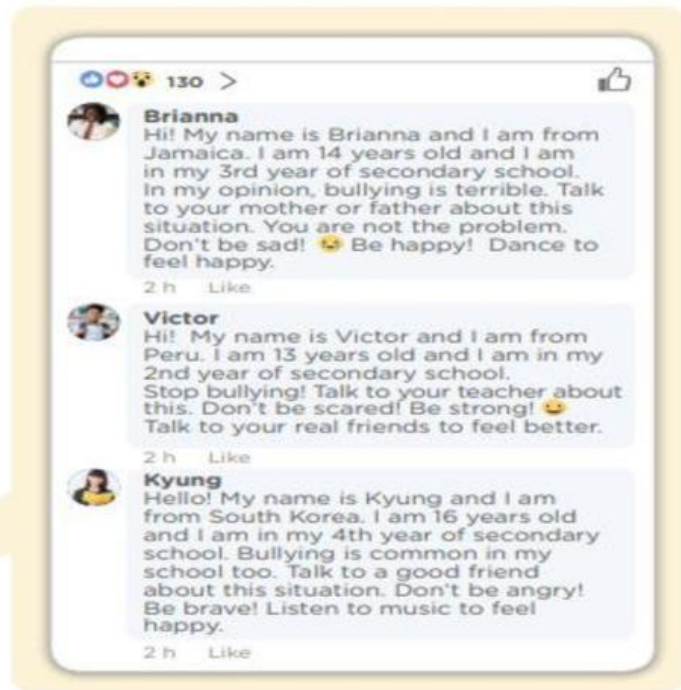 130 >
Brianna
Hi! My name is Brianna and I am from
Jamaica. I am 14 years old and I am
in my 3rd year of secondary school.
In my opinion, bullying is terrible. Talk
to your mother or father about this
situation. You are not the problem.
Don't be sad! Be happy! Dance to
feel happy.
2 h Like
Victor
Hi! My name is Victor and I am from
Peru. I am 13 years old and I am in my
2nd year of secondary school.
Stop bullying! Talk to your teacher about
this. Don't be scared! Be strong!
Talk to your real friends to feel better.
2 h Like
Kyung
Hello! My name is Kyung and I am
from South Korea. I am 16 years old
and I am in my 4th year of secondary
school. Bullying is common in my
school too. Talk to a good friend
about this situation. Don't be angry!
Be brave! Listen to music to feel
happy.
2 h Like